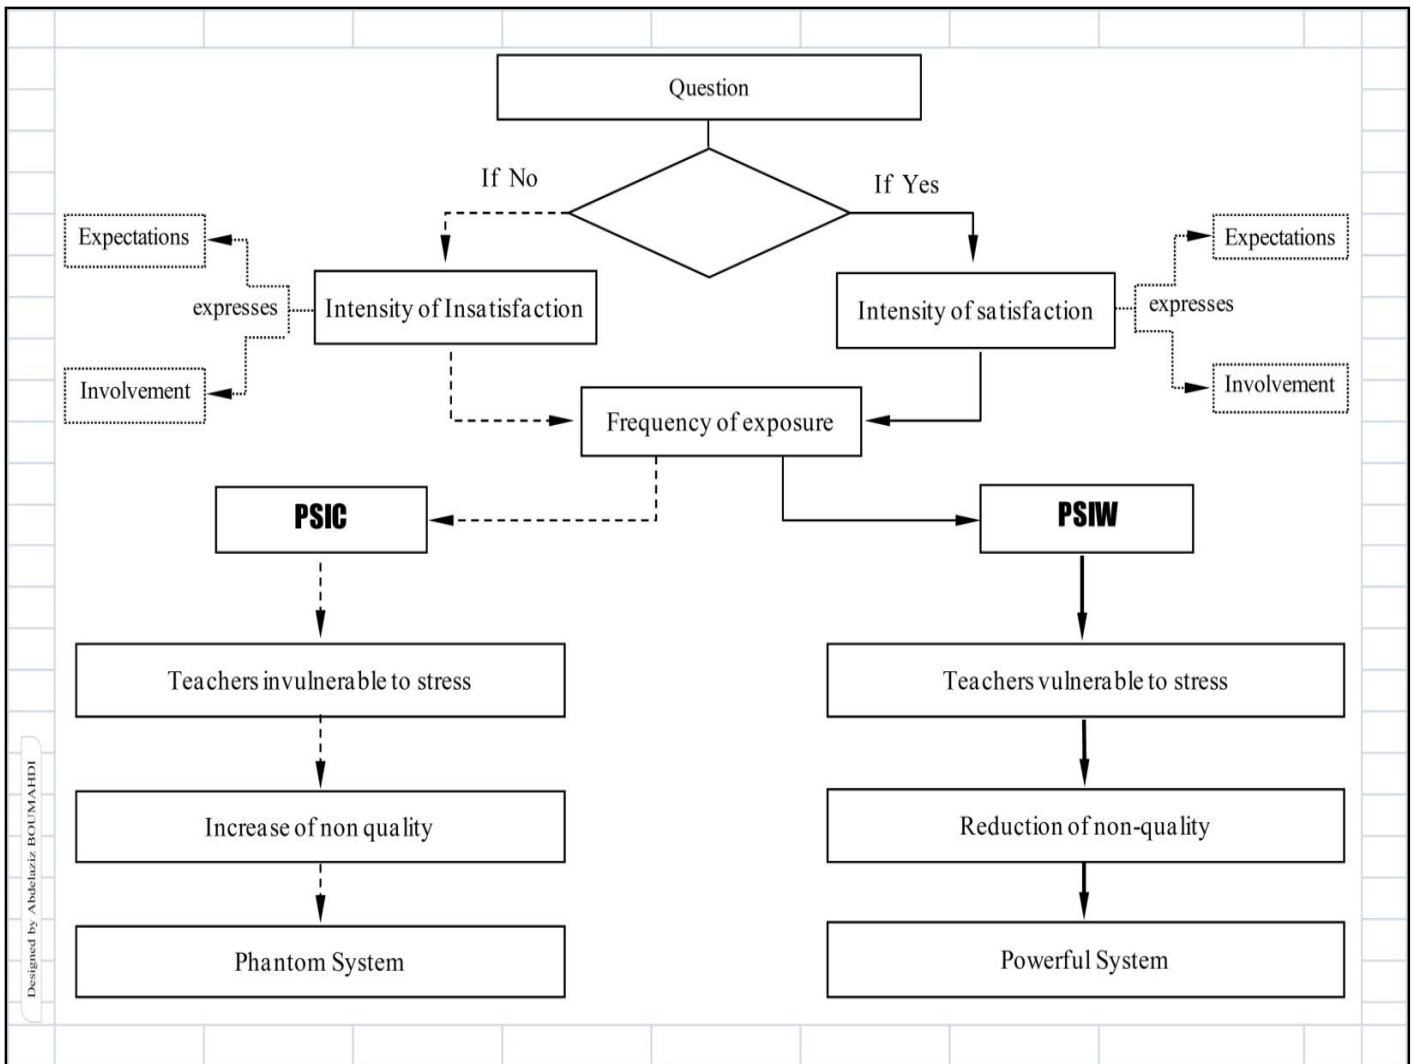 Question
If No
If Yes
Expectations
Expectations
expresses
Intensity of Insatisfaction
Intensity of satisfaction
expresses
Involvement
Involvement
Frequency of exposure
PSIC
PSIW
Teachers invulnerable to stress
Teachers vulnerable to stress
Increase of non quality
Reduction of non-quality
Phantom System
Powerful System
Designed by Abdelaziz BOUMAHDI